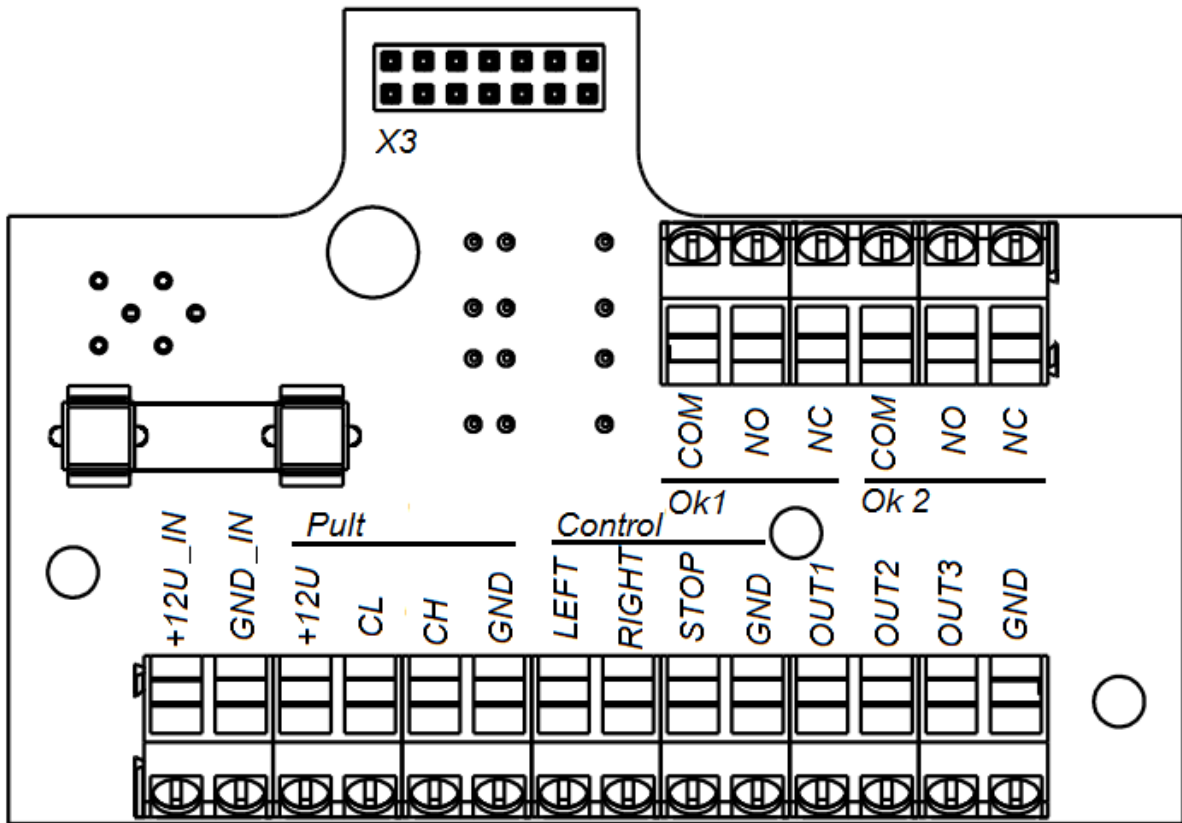 X3
COM
NO
NC
COM
NO
NC
Ok1
Ok 2
Pult
Control
+12U_IN
GND_IN
+12U
CL
CH
GND
LEFT
RIGHT
STOP
GND
OUT1
OUT2
OUT3
GND